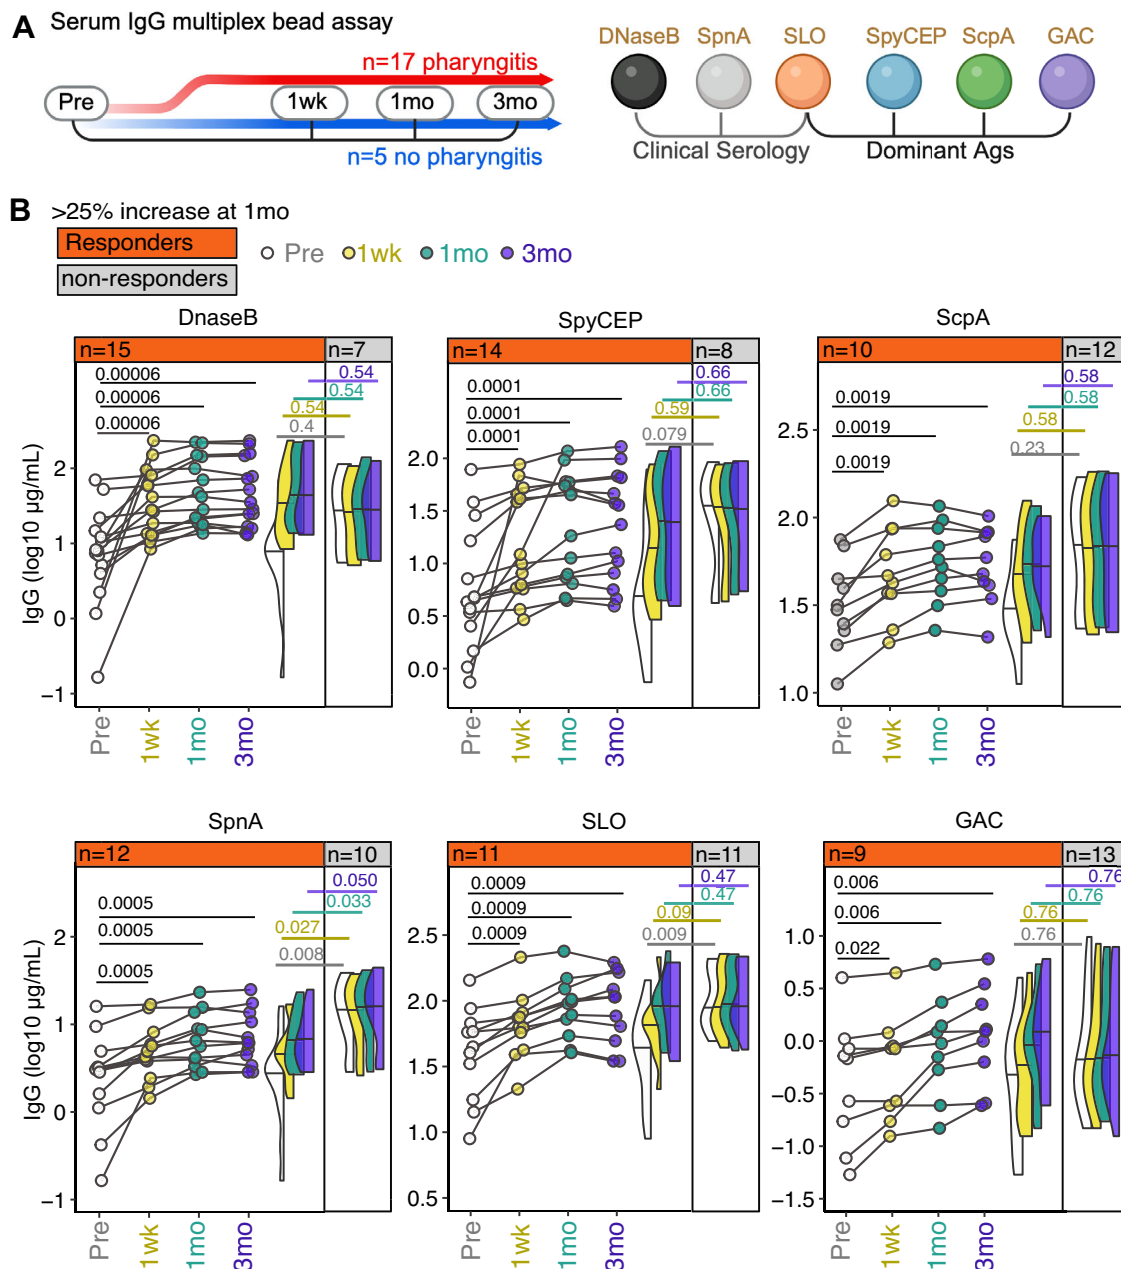 A Serum IgG multiplex bead assay
n=17 pharyngitis
Pre 1wk 1mo 3mo
n=5 no pharyngitis
DNaseB SpnA SLO SpyCEP ScpA GAC
Clinical Serology Dominant Ags
B >25% increase at 1mo
Responders
non-responders
Pre 1wk 1mo 3mo
DnaseB
n=15 n=7
0.00006
0.00006
0.00006
0.54
0.54
0.54
0.4
IgG (log10 µg/mL)
2
1
0
−1
Pre 1wk 1mo 3mo
SpyCEP
n=14 n=8
0.0001
0.0001
0.0001
0.66
0.66
0.59
0.079
2.0
1.5
1.0
0.5
0.0
Pre 1wk 1mo 3mo
ScpA
n=10 n=12
0.0019
0.0019
0.0019
0.58
0.58
0.58
0.23
2.5
2.0
1.5
1.0
Pre 1wk 1mo 3mo
SpnA
n=12 n=10
0.0005
0.0005
0.0005
0.050
0.033
0.027
0.008
IgG (log10 µg/mL)
2
1
0
−1
Pre 1wk 1mo 3mo
SLO
n=11 n=11
0.0009
0.0009
0.0009
0.47
0.47
0.09
0.009
2.5
2.0
1.5
1.0
0.5
Pre 1wk 1mo 3mo
GAC
n=9 n=13
0.006
0.006
0.022
0.76
0.76
0.76
0.76
1.0
0.5
0.0
−0.5
−1.0
−1.5
Pre 1wk 1mo 3mo